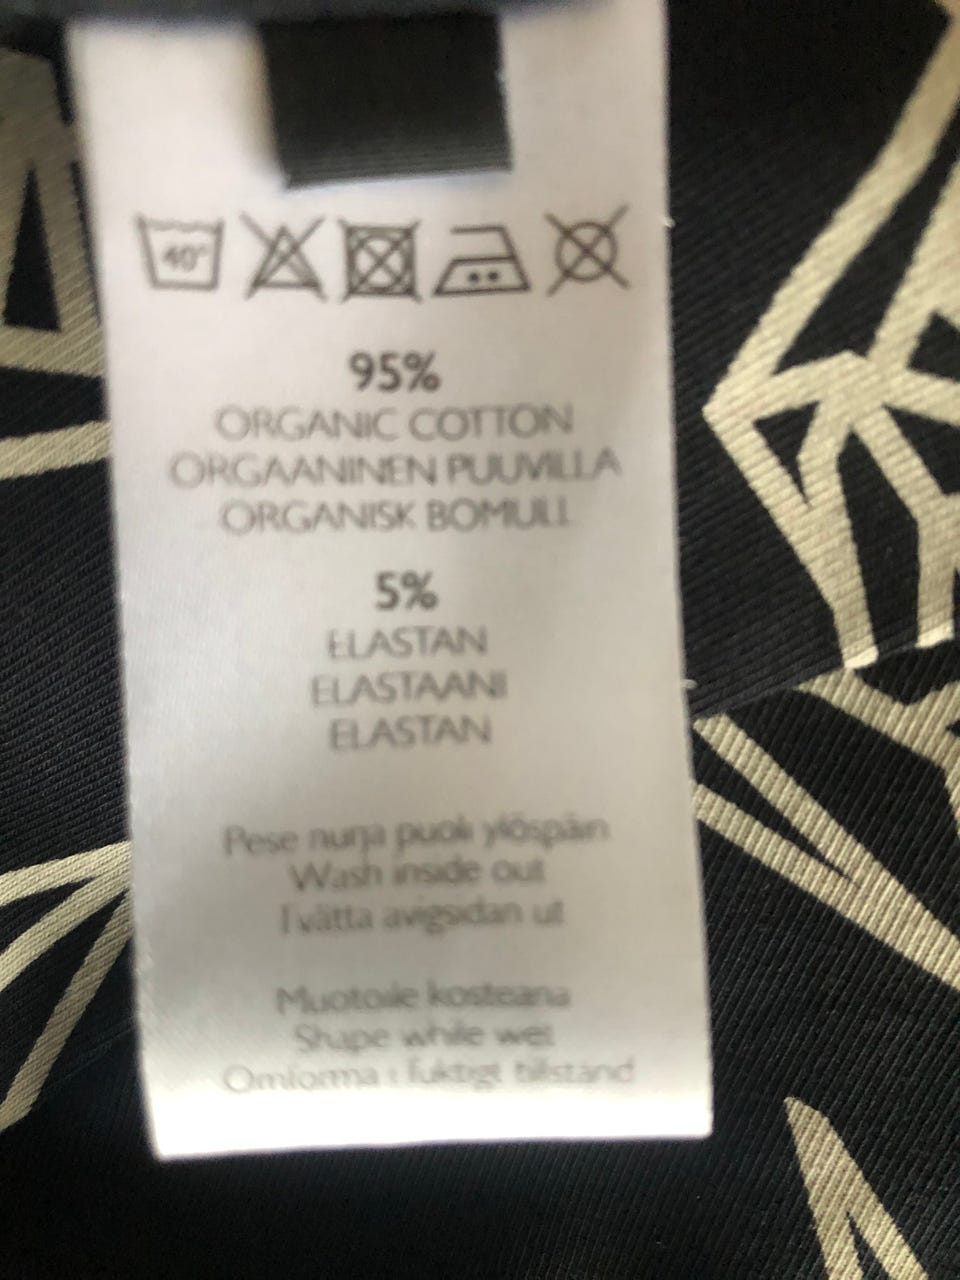 40°
95%
ORGANIC COTTON
ORGAANINEN PUUVILLA
ORGANISK BOMULL
5%
ELASTAN
ELASTAANI
ELASTAN
Pese nurja puoli ylöspäin
Wash inside out
Tvätta avigsidan ut
Muotoile kosteana
Shape while wet
Omforma i fuktigt tillstånd